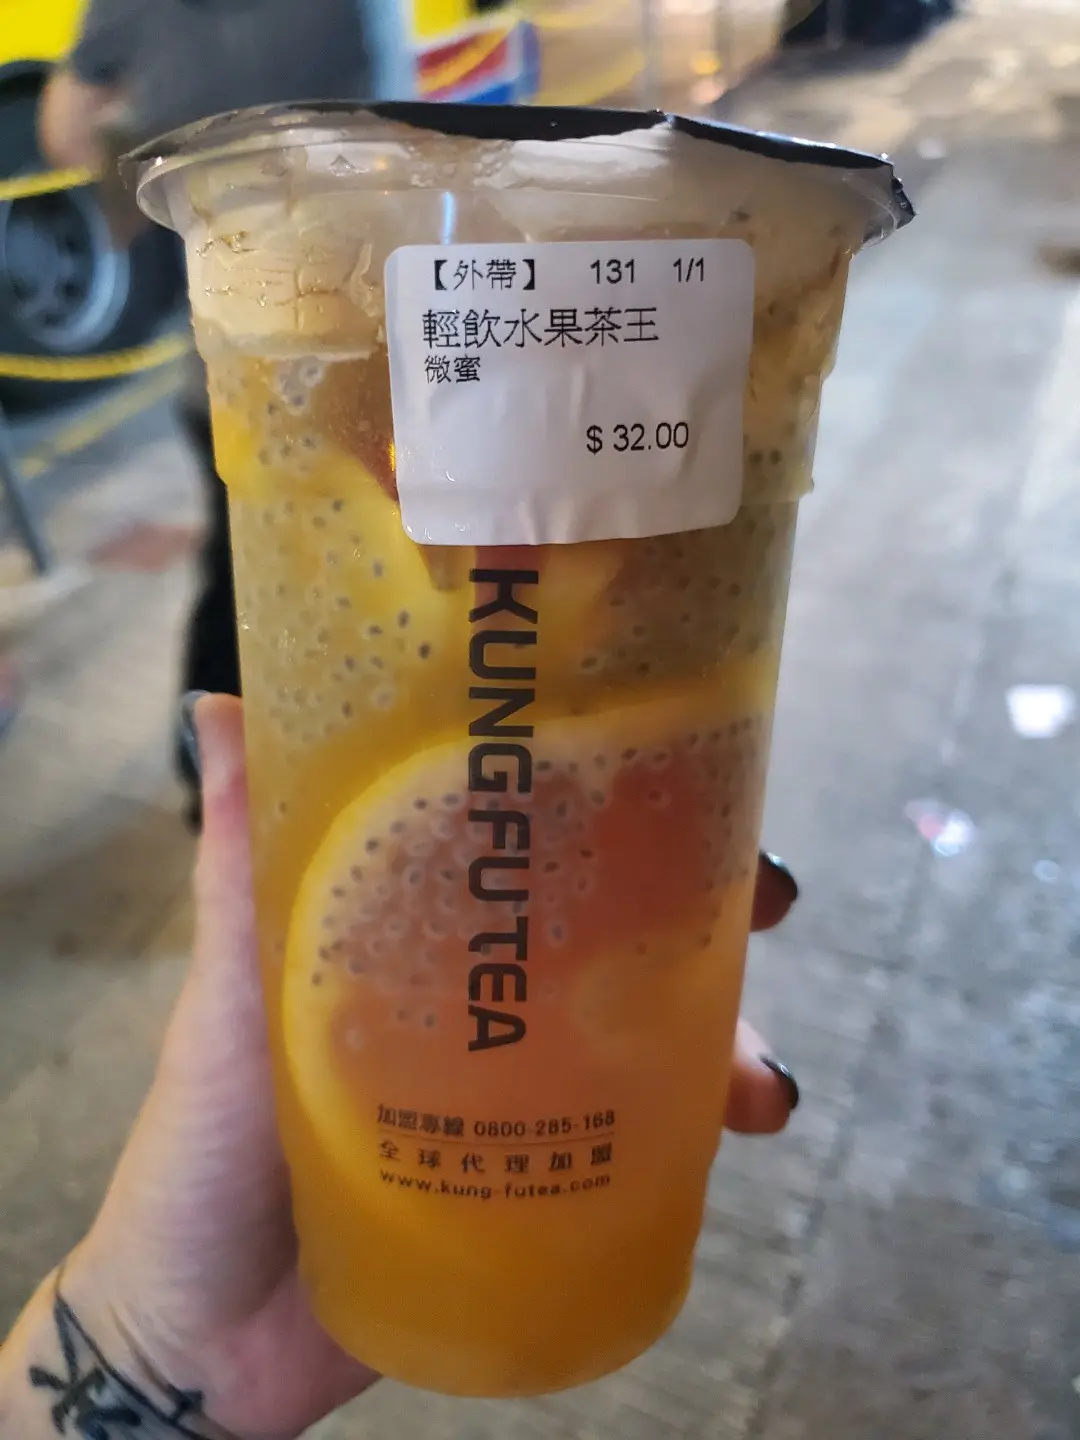 【外帶】 131 1/1
輕飲水果茶王
微蜜
$ 32.00
KUNGFUTEA
加盟專線 0800-285-168
全球代理加盟
www.kung-futea.com